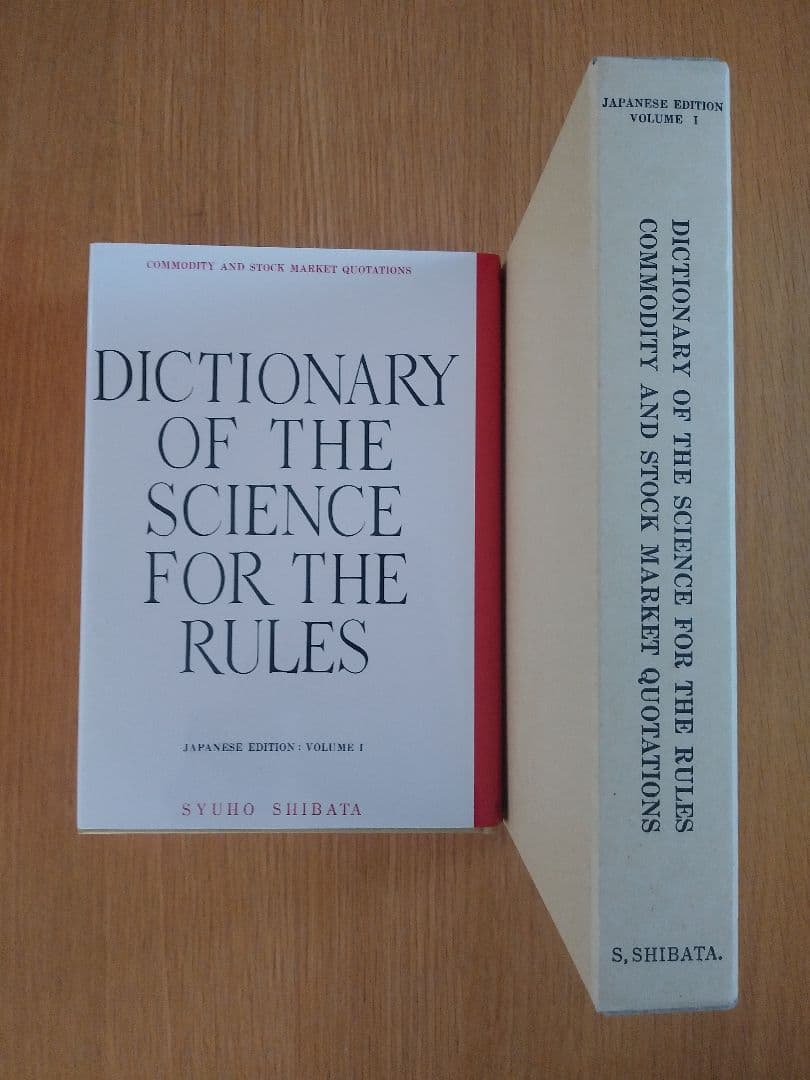 COMMODITY AND STOCK MARKET QUOTATIONS
DICTIONARY
OF THE
SCIENCE
FOR THE
RULES
JAPANESE EDITION: VOLUME I
SYUHO SHIBATA
JAPANESE EDITION
VOLUME I
DICTIONARY OF THE SCIENCE FOR THE RULES
COMMODITY AND STOCK MARKET QUOTATIONS
S, SHIBATA.